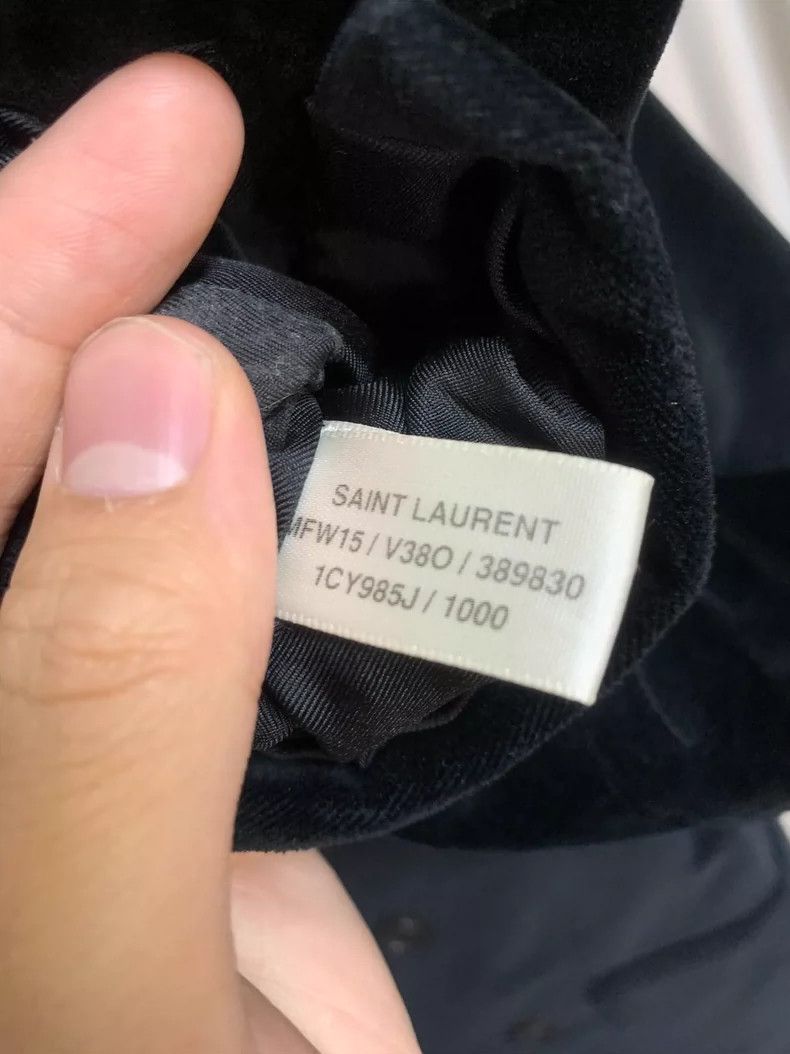 SAINT LAURENT
MFW15 / V38O / 389830
1CY985J / 1000